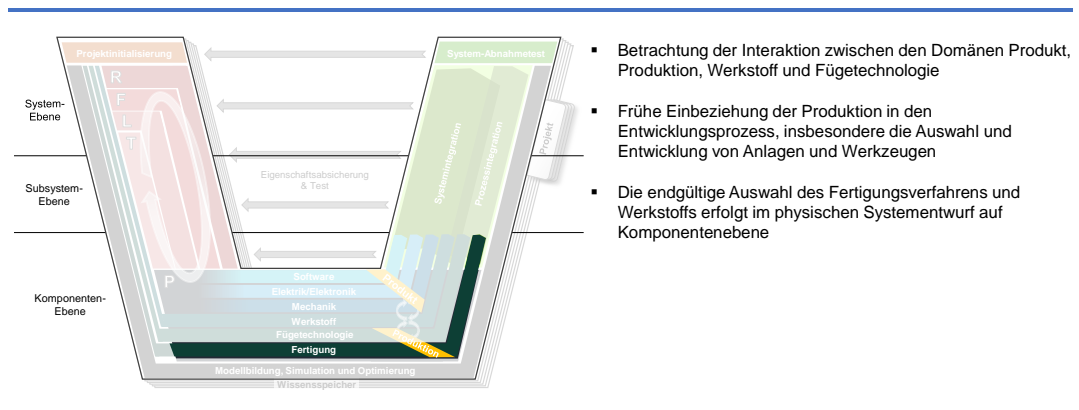 Projektinitialisierung
System-Abnahmetest
R
F
L
T
P
System-
Ebene
Subsystem-
Ebene
Komponenten-
Ebene
Eigenschaftsabsicherung
& Test
Systemintegration
Prozessintegration
Projekt
Software
Elektrik/Elektronik
Mechanik
Werkstoff
Fügetechnologie
Fertigung
Produkt
Modellbildung, Simulation und Optimierung
Wissensspeicher
▪ Betrachtung der Interaktion zwischen den Domänen Produkt,
Produktion, Werkstoff und Fügetechnologie
▪ Frühe Einbeziehung der Produktion in den
Entwicklungsprozess, insbesondere die Auswahl und
Entwicklung von Anlagen und Werkzeugen
▪ Die endgültige Auswahl des Fertigungsverfahrens und
Werkstoffs erfolgt im physischen Systementwurf auf
Komponentenebene